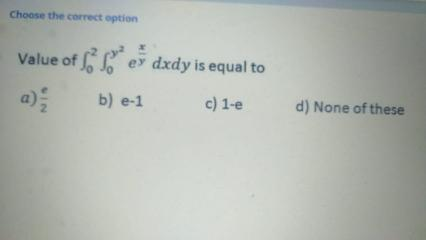 Choose the correct option
Value of ∫₀² ∫₀^{y²} e^{x/y} dxdy is equal to
a) e/2 b) e-1 c) 1-e d) None of these